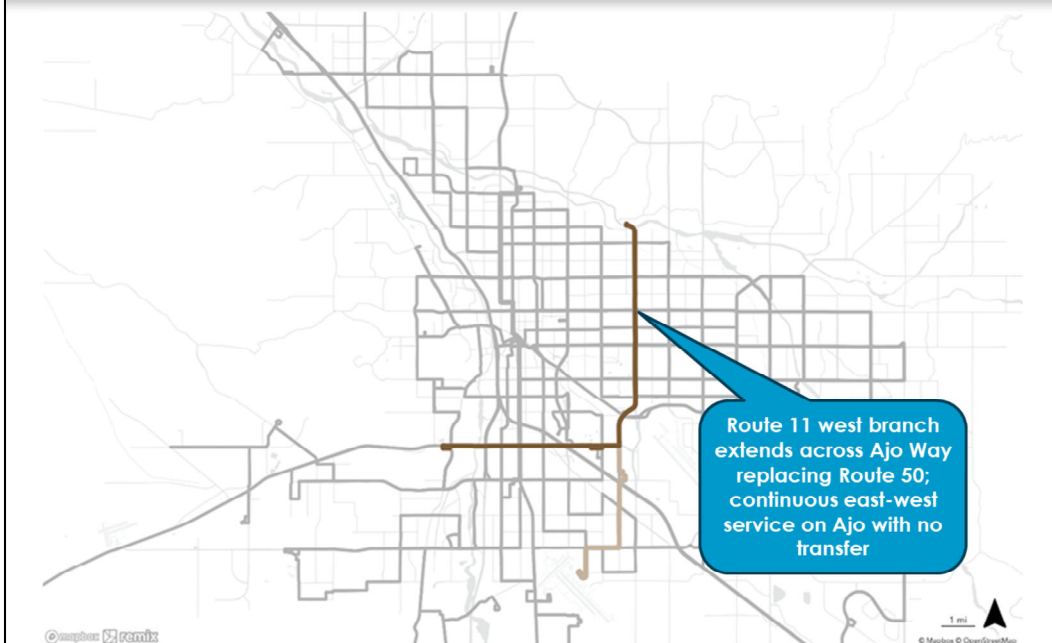 Route 11 west branch
extends across Ajo Way
replacing Route 50;
continuous east-west
service on Ajo with no
transfer
1 mi
mapbox remix
© Mapbox © OpenStreetMap